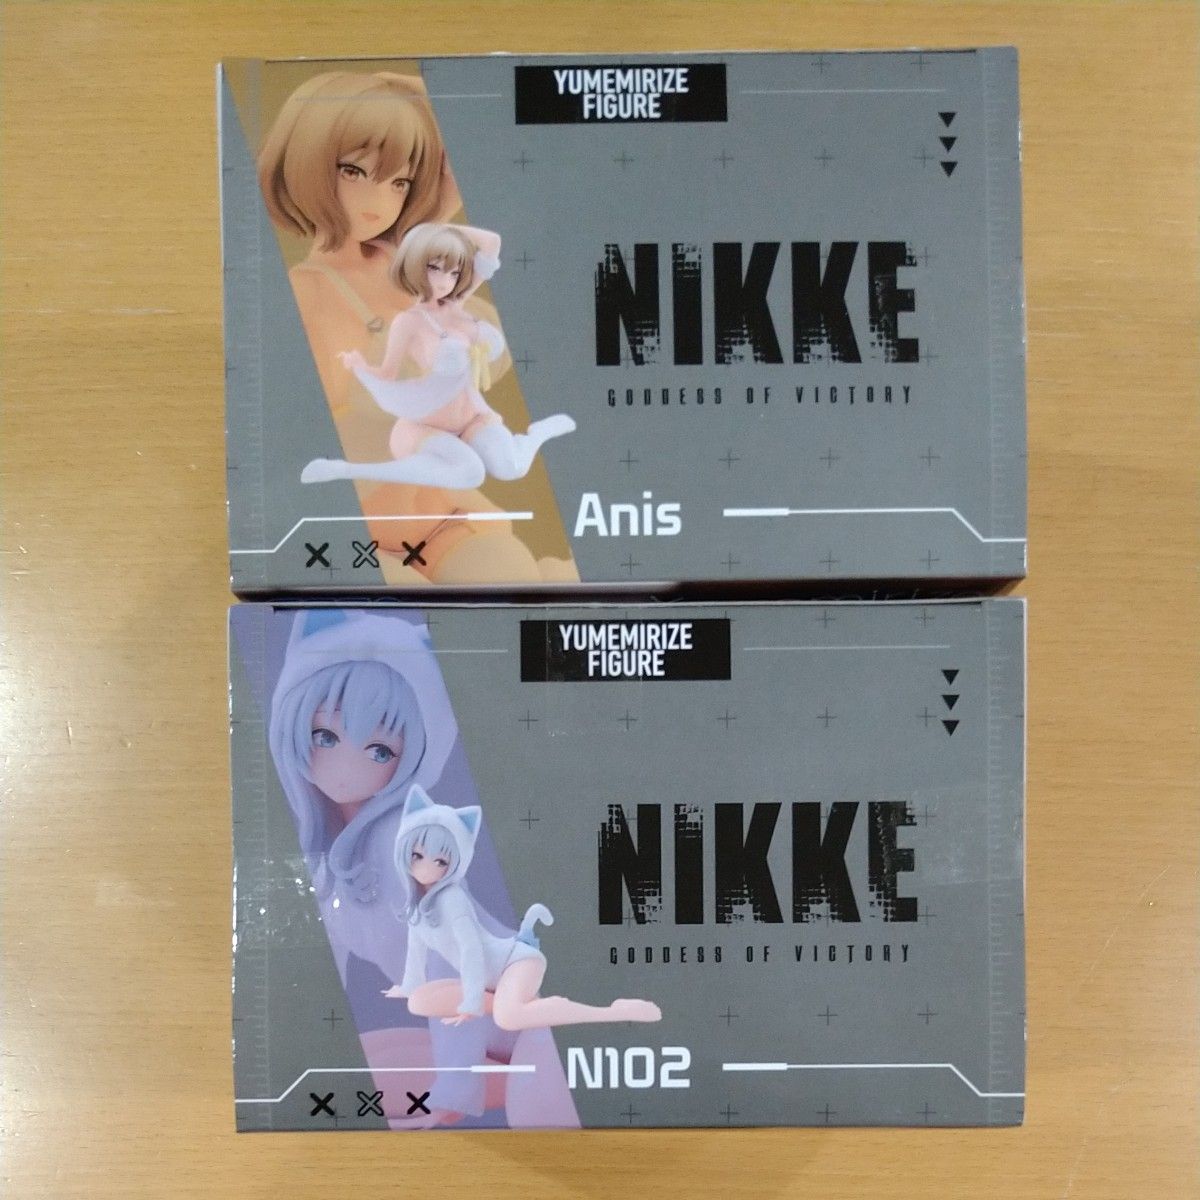 YUMEMIRIZE
FIGURE
NIKKE
GODDESS OF VICTORY
Anis
YUMEMIRIZE
FIGURE
NIKKE
GODDESS OF VICTORY
N102